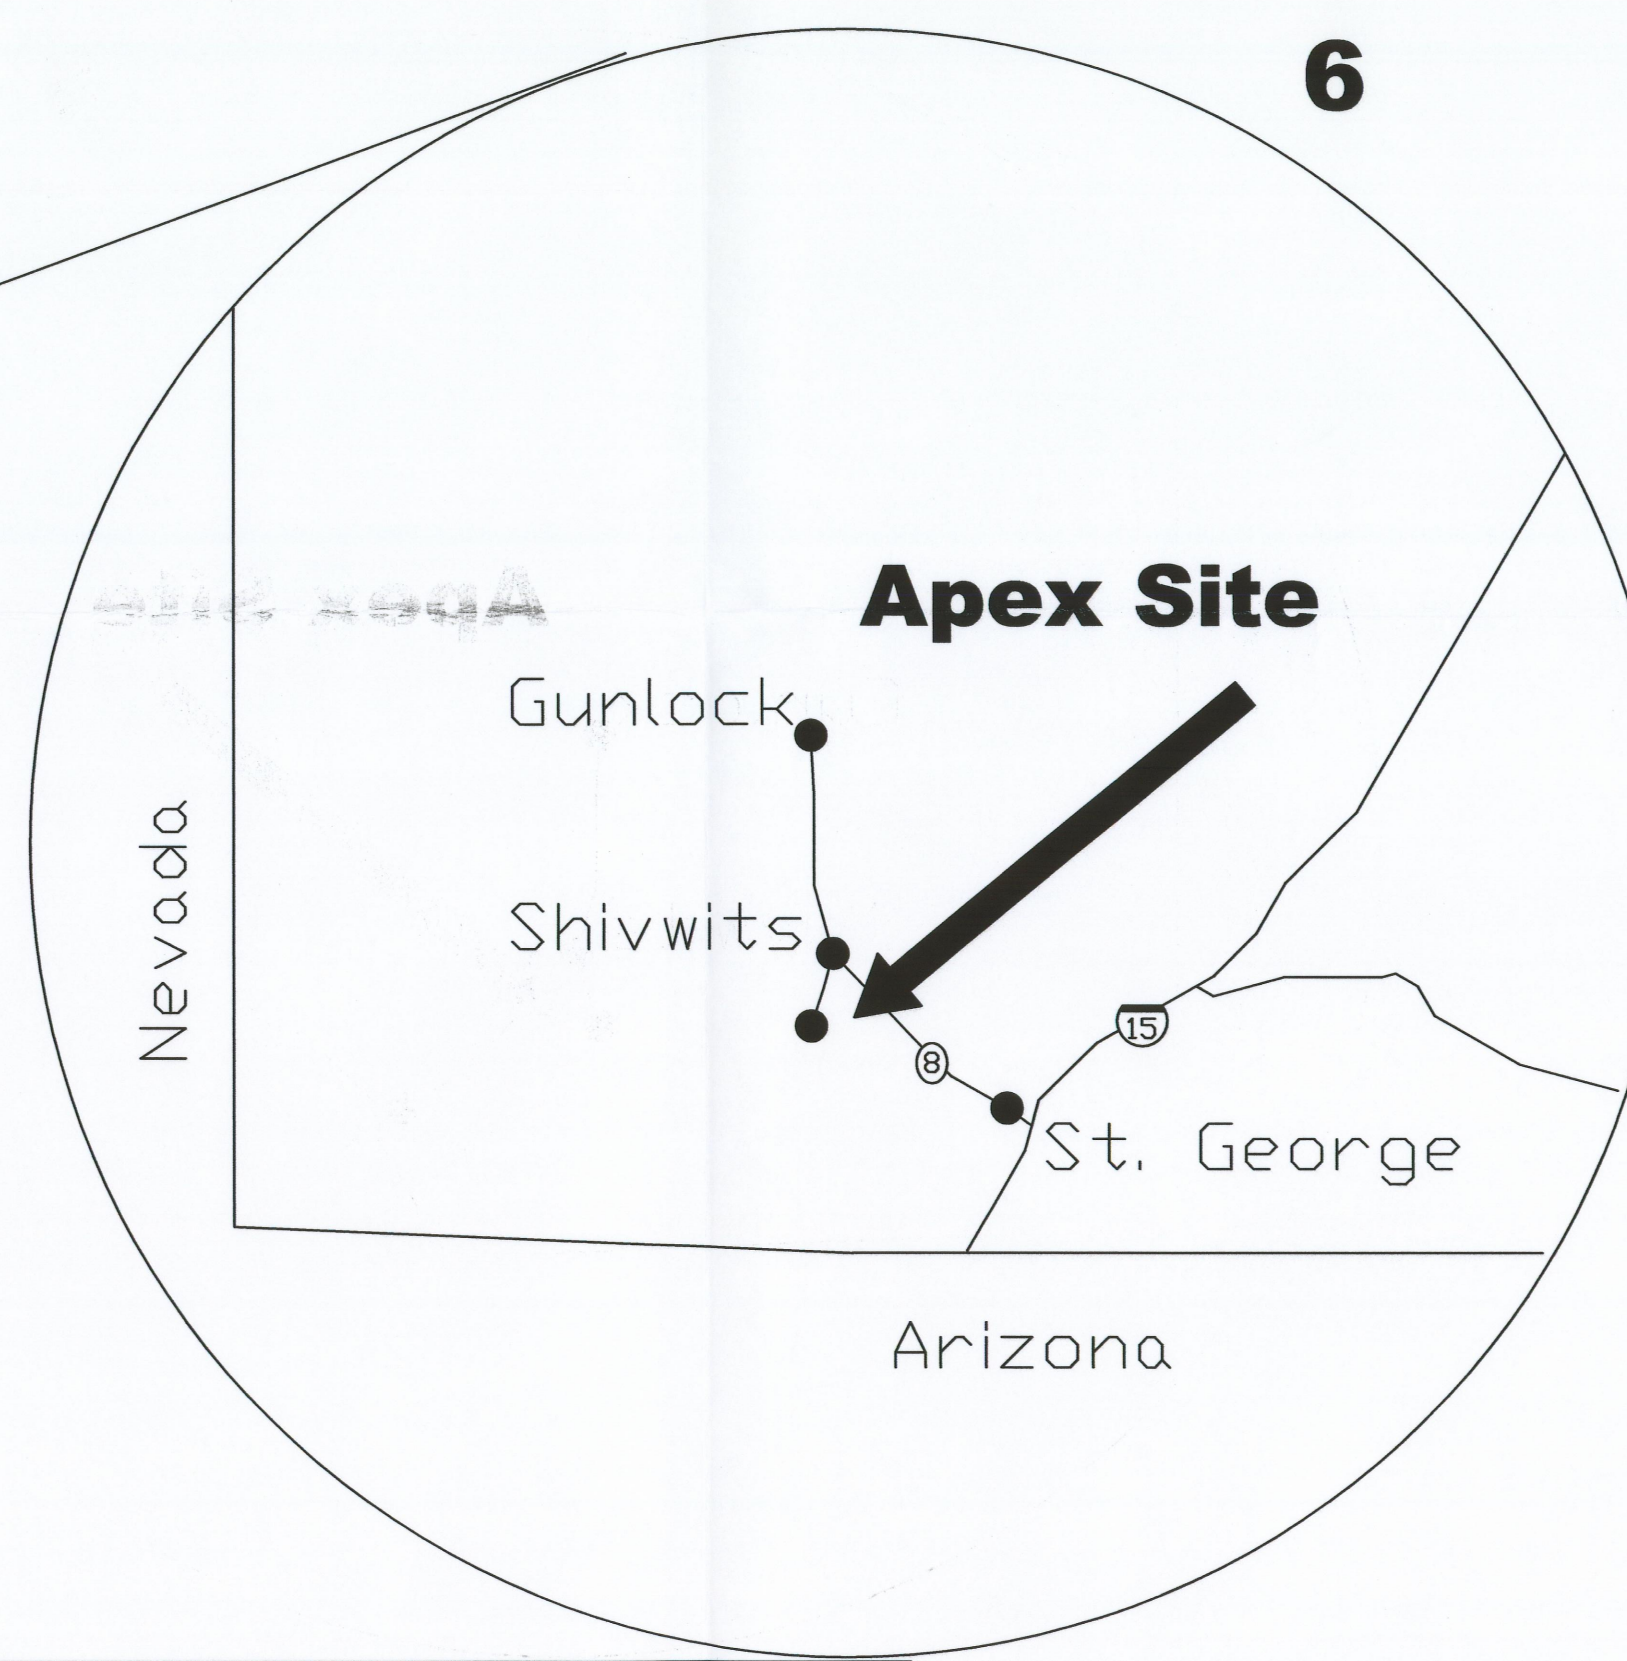 6
Apex Site
Gunlock
Shivwits
Nevada
15
8
St. George
Arizona